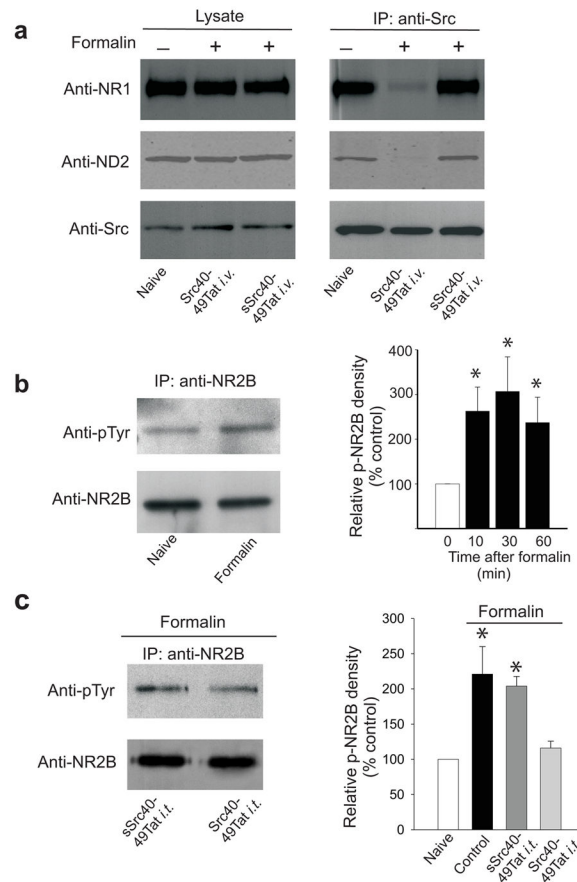 a
Lysate
IP: anti-Src
Formalin – + + – + +
Anti-NR1
Anti-ND2
Anti-Src
Naive
Src40-
49Tat i.v.
sSrc40-
49Tat i.v.
Naive
Src40-
49Tat i.v.
sSrc40-
49Tat i.v.
b
IP: anti-NR2B
Anti-pTyr
Anti-NR2B
Naive
Formalin
Relative p-NR2B density
(% control)
400
300
200
100
* * *
0 10 30 60
Time after formalin
(min)
c
Formalin
IP: anti-NR2B
Anti-pTyr
Anti-NR2B
sSrc40-
49Tat i.t.
Src40-
49Tat i.t.
Relative p-NR2B density
(% control)
300
250
200
150
100
50
0
Formalin
* *
Naive
Control
sSrc40-
49Tat i.t.
Src40-
49Tat i.t.